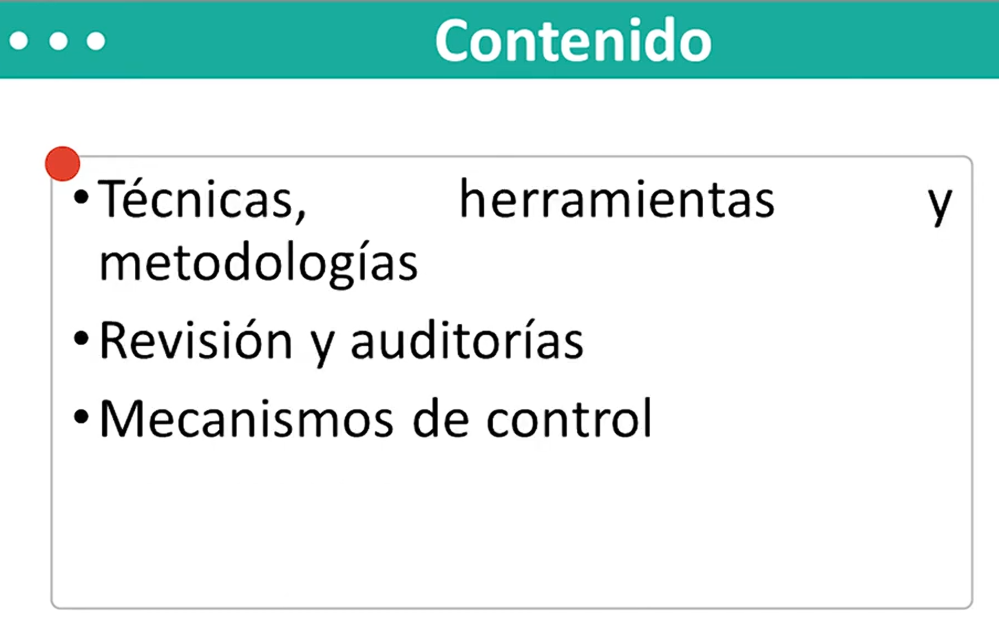 Contenido
•Técnicas, herramientas y
metodologías
•Revisión y auditorías
•Mecanismos de control